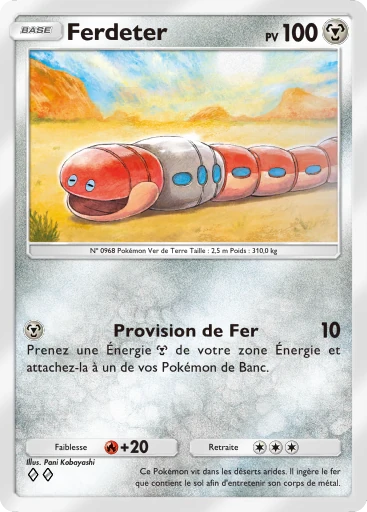 BASE
Ferdeter
PV 100
N° 0968 Pokémon Ver de Terre Taille : 2,5 m Poids : 310,0 kg
Provision de Fer 10
Prenez une Énergie de votre zone Énergie et
attachez-la à un de vos Pokémon de Banc.
Faiblesse +20
Retraite
Illus. Pani Kobayashi
Ce Pokémon vit dans les déserts arides. Il ingère le fer
que contient le sol afin d'entretenir son corps de métal.